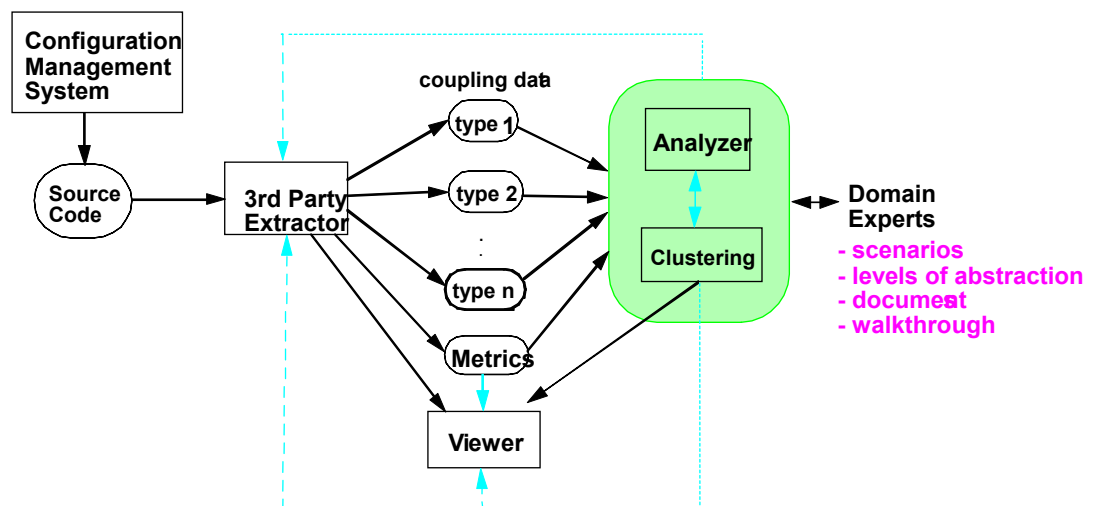 Configuration
Management
System
Source
Code
3rd Party
Extractor
coupling data
type 1
type 2
.
.
type n
Metrics
Viewer
Analyzer
Clustering
Domain
Experts
- scenarios
- levels of abstraction
- documents
- walkthrough